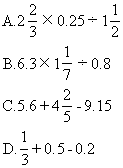 A.2 2/3 × 0.25 ÷ 1 1/2
B.6.3× 1 1/7 ÷ 0.8
C.5.6+4 2/5 -9.15
D. 1/3 +0.5-0.2